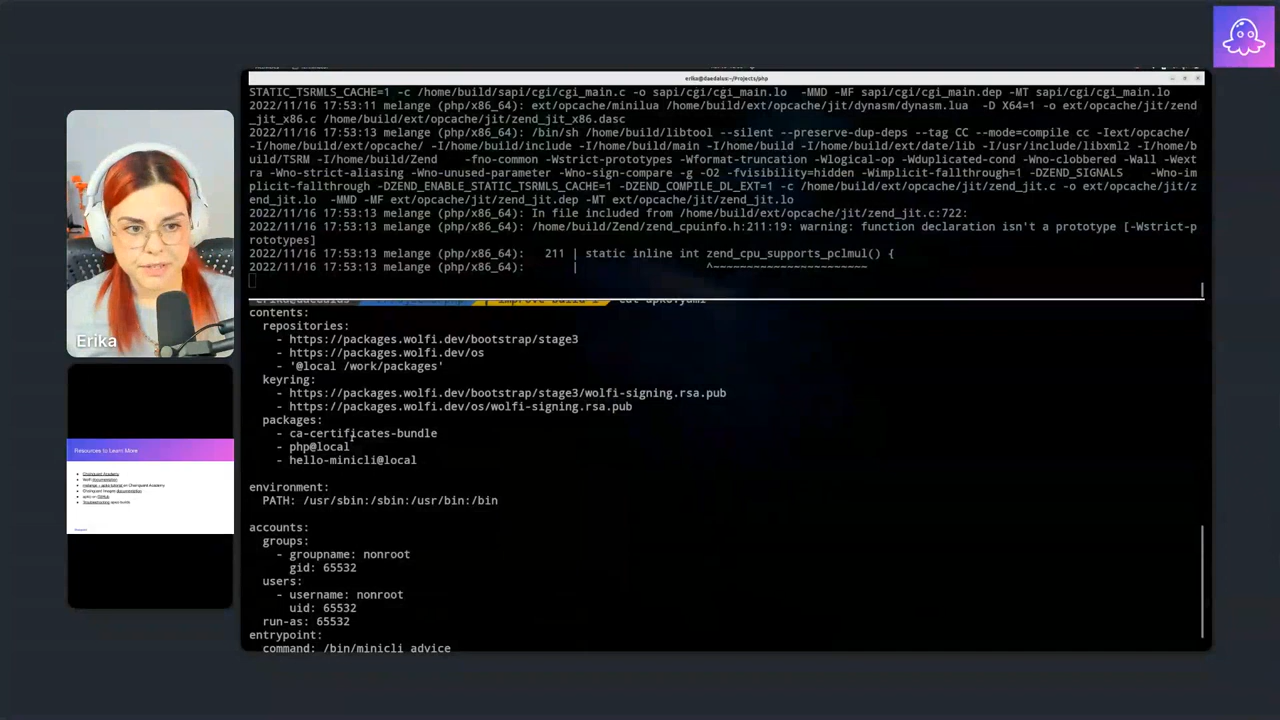 erika@daedalus:~/Projects/php
STATIC_TSRMLS_CACHE=1 -c /home/build/sapi/cgi/cgi_main.c -o sapi/cgi/cgi_main.lo  -MMD -MF sapi/cgi/cgi_main.dep -MT sapi/cgi/cgi_main.lo
2022/11/16 17:53:11 melange (php/x86_64): ext/opcache/minilua /home/build/ext/opcache/jit/dynasm/dynasm.lua  -D X64=1 -o ext/opcache/jit/zend
_jit_x86.c /home/build/ext/opcache/jit/zend_jit_x86.dasc
2022/11/16 17:53:13 melange (php/x86_64): /bin/sh /home/build/libtool --silent --preserve-dup-deps --tag CC --mode=compile cc -Iext/opcache/
-I/home/build/ext/opcache/ -I/home/build/include -I/home/build/main -I/home/build -I/home/build/ext/date/lib -I/usr/include/libxml2 -I/home/b
uild/TSRM -I/home/build/Zend    -fno-common -Wstrict-prototypes -Wformat-truncation -Wlogical-op -Wduplicated-cond -Wno-clobbered -Wall -Wext
ra -Wno-strict-aliasing -Wno-unused-parameter -Wno-sign-compare -g -O2 -fvisibility=hidden -Wimplicit-fallthrough=1 -DZEND_SIGNALS   -Wno-im
plicit-fallthrough -DZEND_ENABLE_STATIC_TSRMLS_CACHE=1 -DZEND_COMPILE_DL_EXT=1 -c /home/build/ext/opcache/jit/zend_jit.c -o ext/opcache/jit/z
end_jit.lo  -MMD -MF ext/opcache/jit/zend_jit.dep -MT ext/opcache/jit/zend_jit.lo
2022/11/16 17:53:13 melange (php/x86_64): In file included from /home/build/ext/opcache/jit/zend_jit.c:722:
2022/11/16 17:53:13 melange (php/x86_64): /home/build/Zend/zend_cpuinfo.h:211:19: warning: function declaration isn't a prototype [-Wstrict-p
rototypes]
2022/11/16 17:53:13 melange (php/x86_64):   211 | static inline int zend_cpu_supports_pclmul() {
2022/11/16 17:53:13 melange (php/x86_64):       |                   ^~~~~~~~~~~~~~~~~~~~~~~~
contents:
repositories:
- https://packages.wolfi.dev/bootstrap/stage3
- https://packages.wolfi.dev/os
- '@local /work/packages'
keyring:
- https://packages.wolfi.dev/bootstrap/stage3/wolfi-signing.rsa.pub
- https://packages.wolfi.dev/os/wolfi-signing.rsa.pub
packages:
- ca-certificates-bundle
- php@local
- hello-minicli@local
environment:
PATH: /usr/sbin:/sbin:/usr/bin:/bin
accounts:
groups:
- groupname: nonroot
gid: 65532
users:
- username: nonroot
uid: 65532
run-as: 65532
entrypoint:
command: /bin/minicli advice
Erika
Resources to Learn More